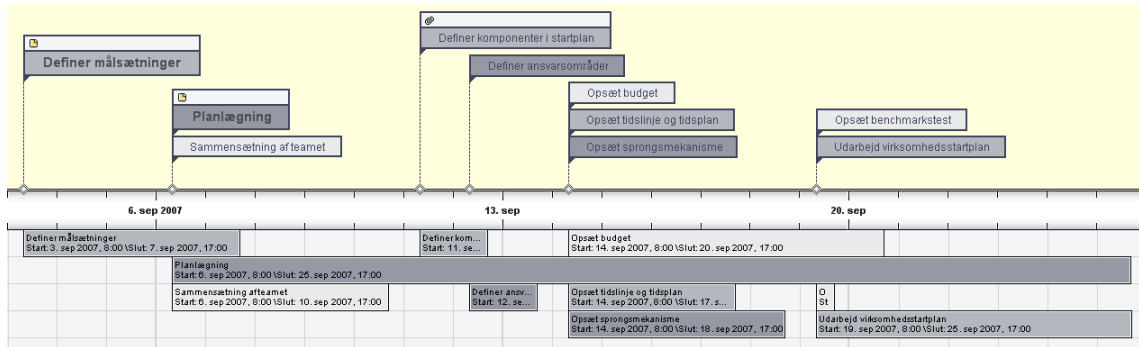 Definer komponenter i startplan
Definer målsætninger
Definer ansvarsområder
Opsæt budget
Planlægning
Opsæt tidslinje og tidsplan
Opsæt benchmarkstest
Sammensætning af teamet
Opsæt sprongsmekanisme
Udarbejd virksomhedsstartplan
6. sep 2007
13. sep
20. sep
Definer målsætninger
Start: 3. sep 2007, 8:00 \Slut: 7. sep 2007, 17:00
Definer kom...
Start: 11. se...
Opsæt budget
Start: 14. sep 2007, 8:00 \Slut: 20. sep 2007, 17:00
Planlægning
Start: 6. sep 2007, 8:00 \Slut: 25. sep 2007, 17:00
Sammensætning afteamet
Start: 6. sep 2007, 8:00 \Slut: 10. sep 2007, 17:00
Definer ansv...
Start: 12. se...
Opsæt tidslinje og tidsplan
Start: 14. sep 2007, 8:00 \Slut: 17. s...
O
St
Opsæt sprongsmekanisme
Start: 14. sep 2007, 8:00 \Slut: 18. sep 2007, 17:00
Udarbejd virksomhedsstartplan
Start: 19. sep 2007, 8:00 \Slut: 25. sep 2007, 17:00